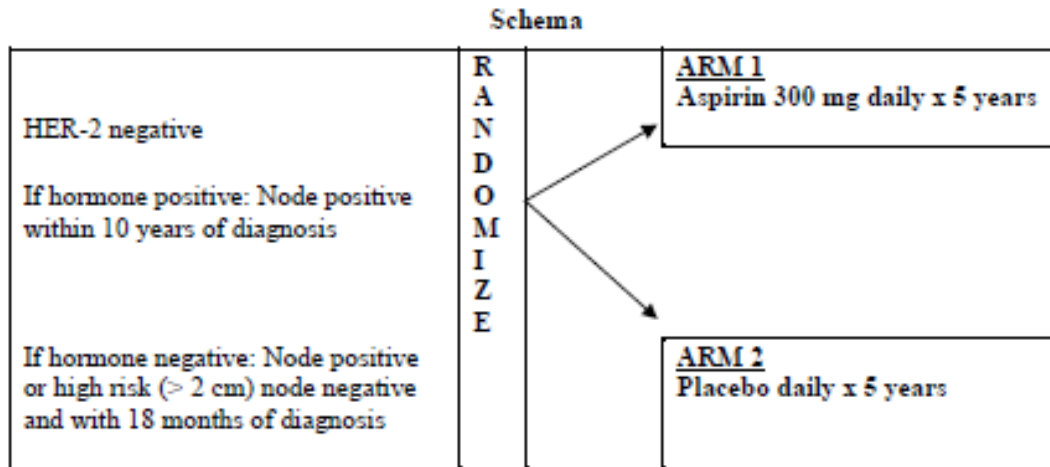 Schema
HER-2 negative
If hormone positive: Node positive
within 10 years of diagnosis
If hormone negative: Node positive
or high risk (> 2 cm) node negative
and with 18 months of diagnosis
R
A
N
D
O
M
I
Z
E
ARM 1
Aspirin 300 mg daily x 5 years
ARM 2
Placebo daily x 5 years